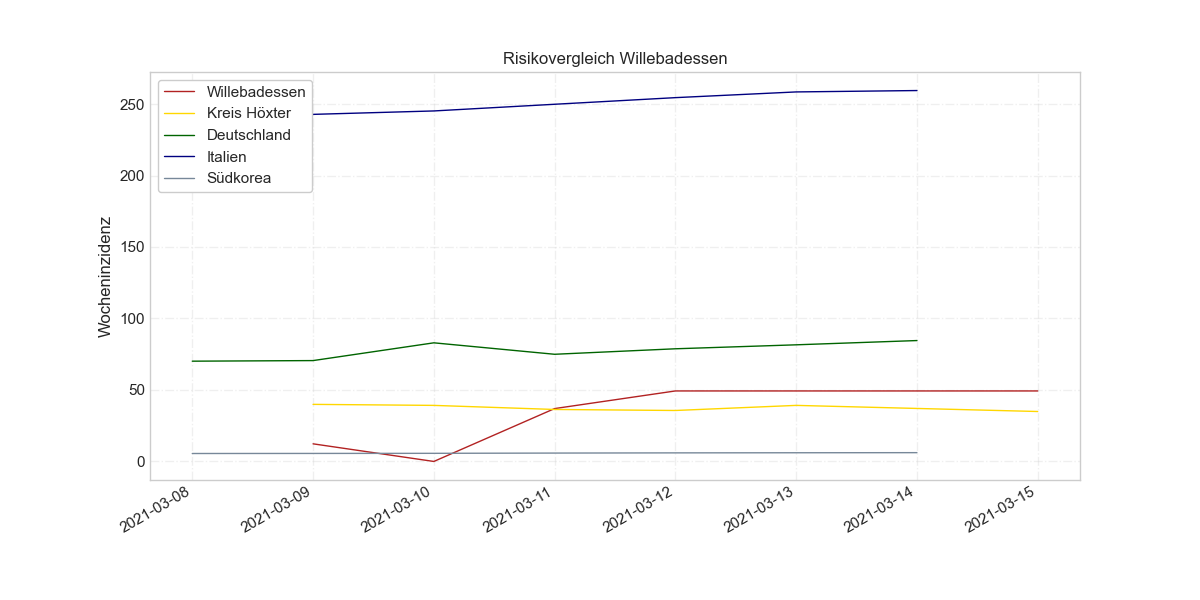 Risikovergleich Willebadessen
Willebadessen
Kreis Höxter
Deutschland
Italien
Südkorea
Wocheninzidenz
250
200
150
100
50
0
2021-03-08
2021-03-09
2021-03-10
2021-03-11
2021-03-12
2021-03-13
2021-03-14
2021-03-15